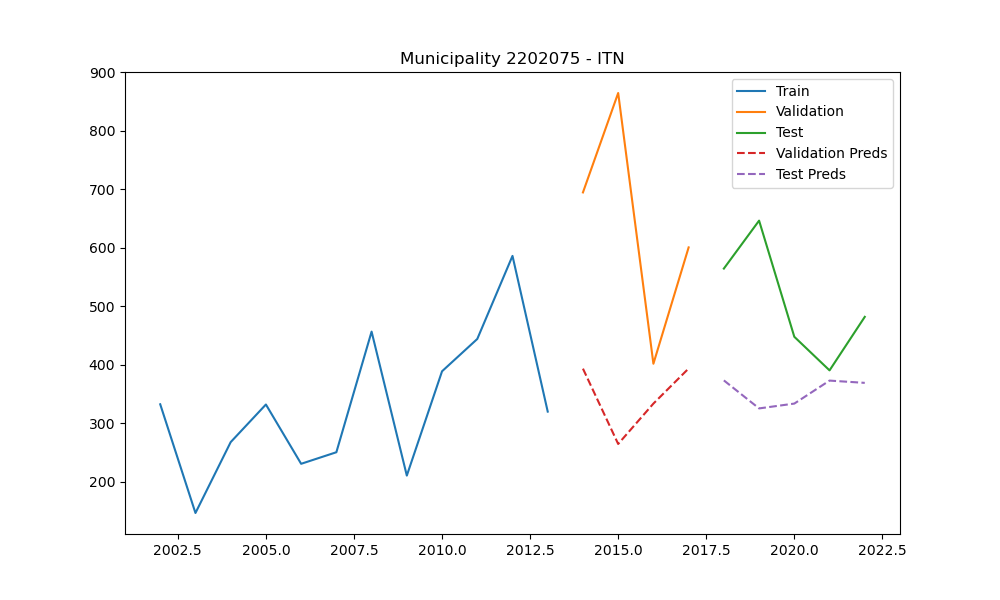 Municipality 2202075 - ITN
900
800
700
600
500
400
300
200
2002.5 2005.0 2007.5 2010.0 2012.5 2015.0 2017.5 2020.0 2022.5
Train
Validation
Test
Validation Preds
Test Preds